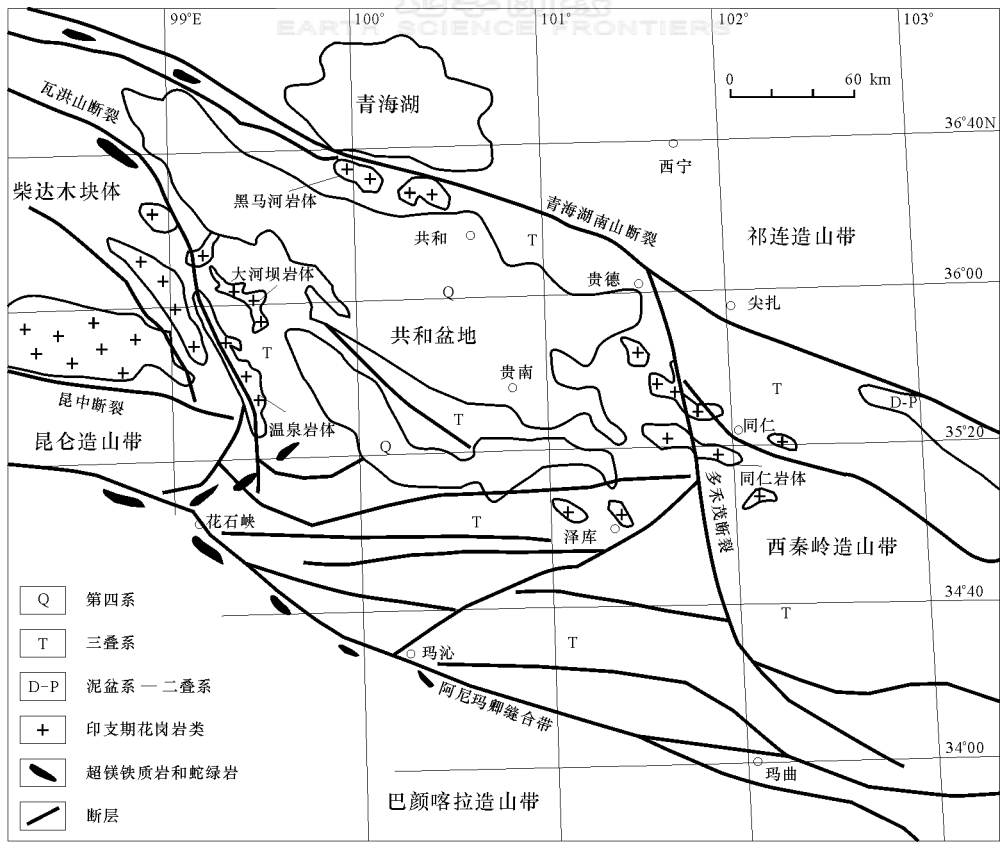 EARTH SCIENCE FRONTIERS
99°E
100°
101°
102°
103°
0
60 km
瓦洪山断裂
青海湖
36°40N
西宁
柴达木块体
黑马河岩体
青海湖南山断裂
共和
T
祁连造山带
大河坝岩体
贵德
36°00
Q
尖扎
T
共和盆地
贵南
T
昆中断裂
T
D-P
温泉岩体
同仁
35°20
昆仑造山带
Q
同仁岩体
多禾茂断裂
花石峡
T
泽库
西秦岭造山带
Q
第四系
34°40
T
T
三叠系
T
玛沁
D-P
泥盆系—二叠系
阿尼玛卿缝合带
+
印支期花岗岩类
34°00
超镁铁质岩和蛇绿岩
玛曲
巴颜喀拉造山带
断层